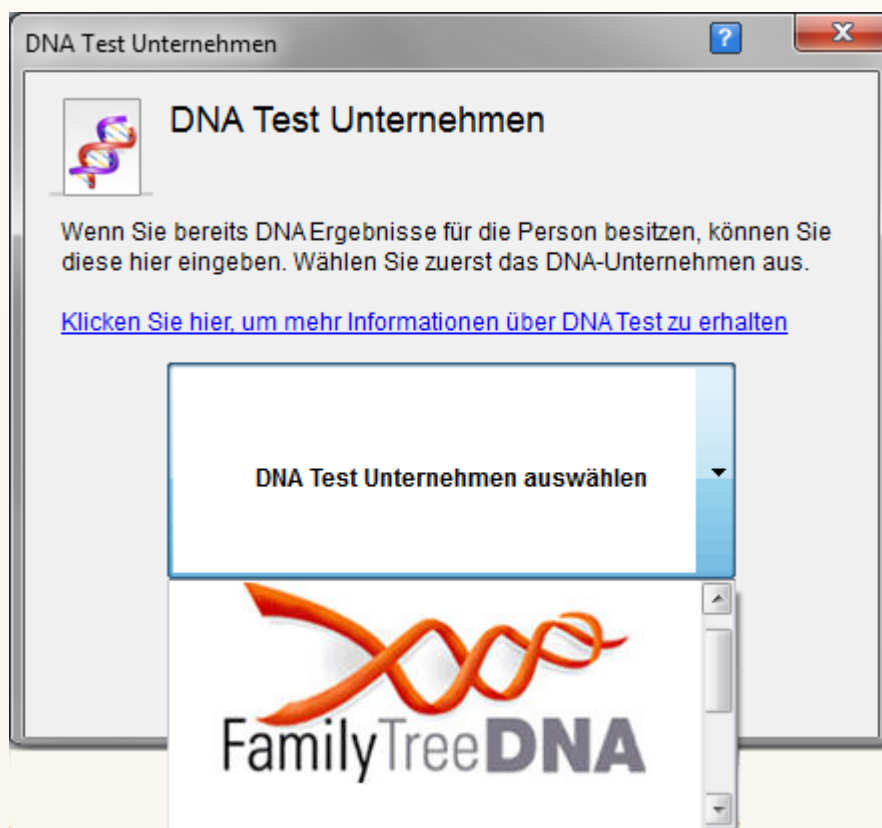 DNA Test Unternehmen
DNA Test Unternehmen
Wenn Sie bereits DNA Ergebnisse für die Person besitzen, können Sie
diese hier eingeben. Wählen Sie zuerst das DNA-Unternehmen aus.
Klicken Sie hier, um mehr Informationen über DNA Test zu erhalten
DNA Test Unternehmen auswählen
FamilyTreeDNA